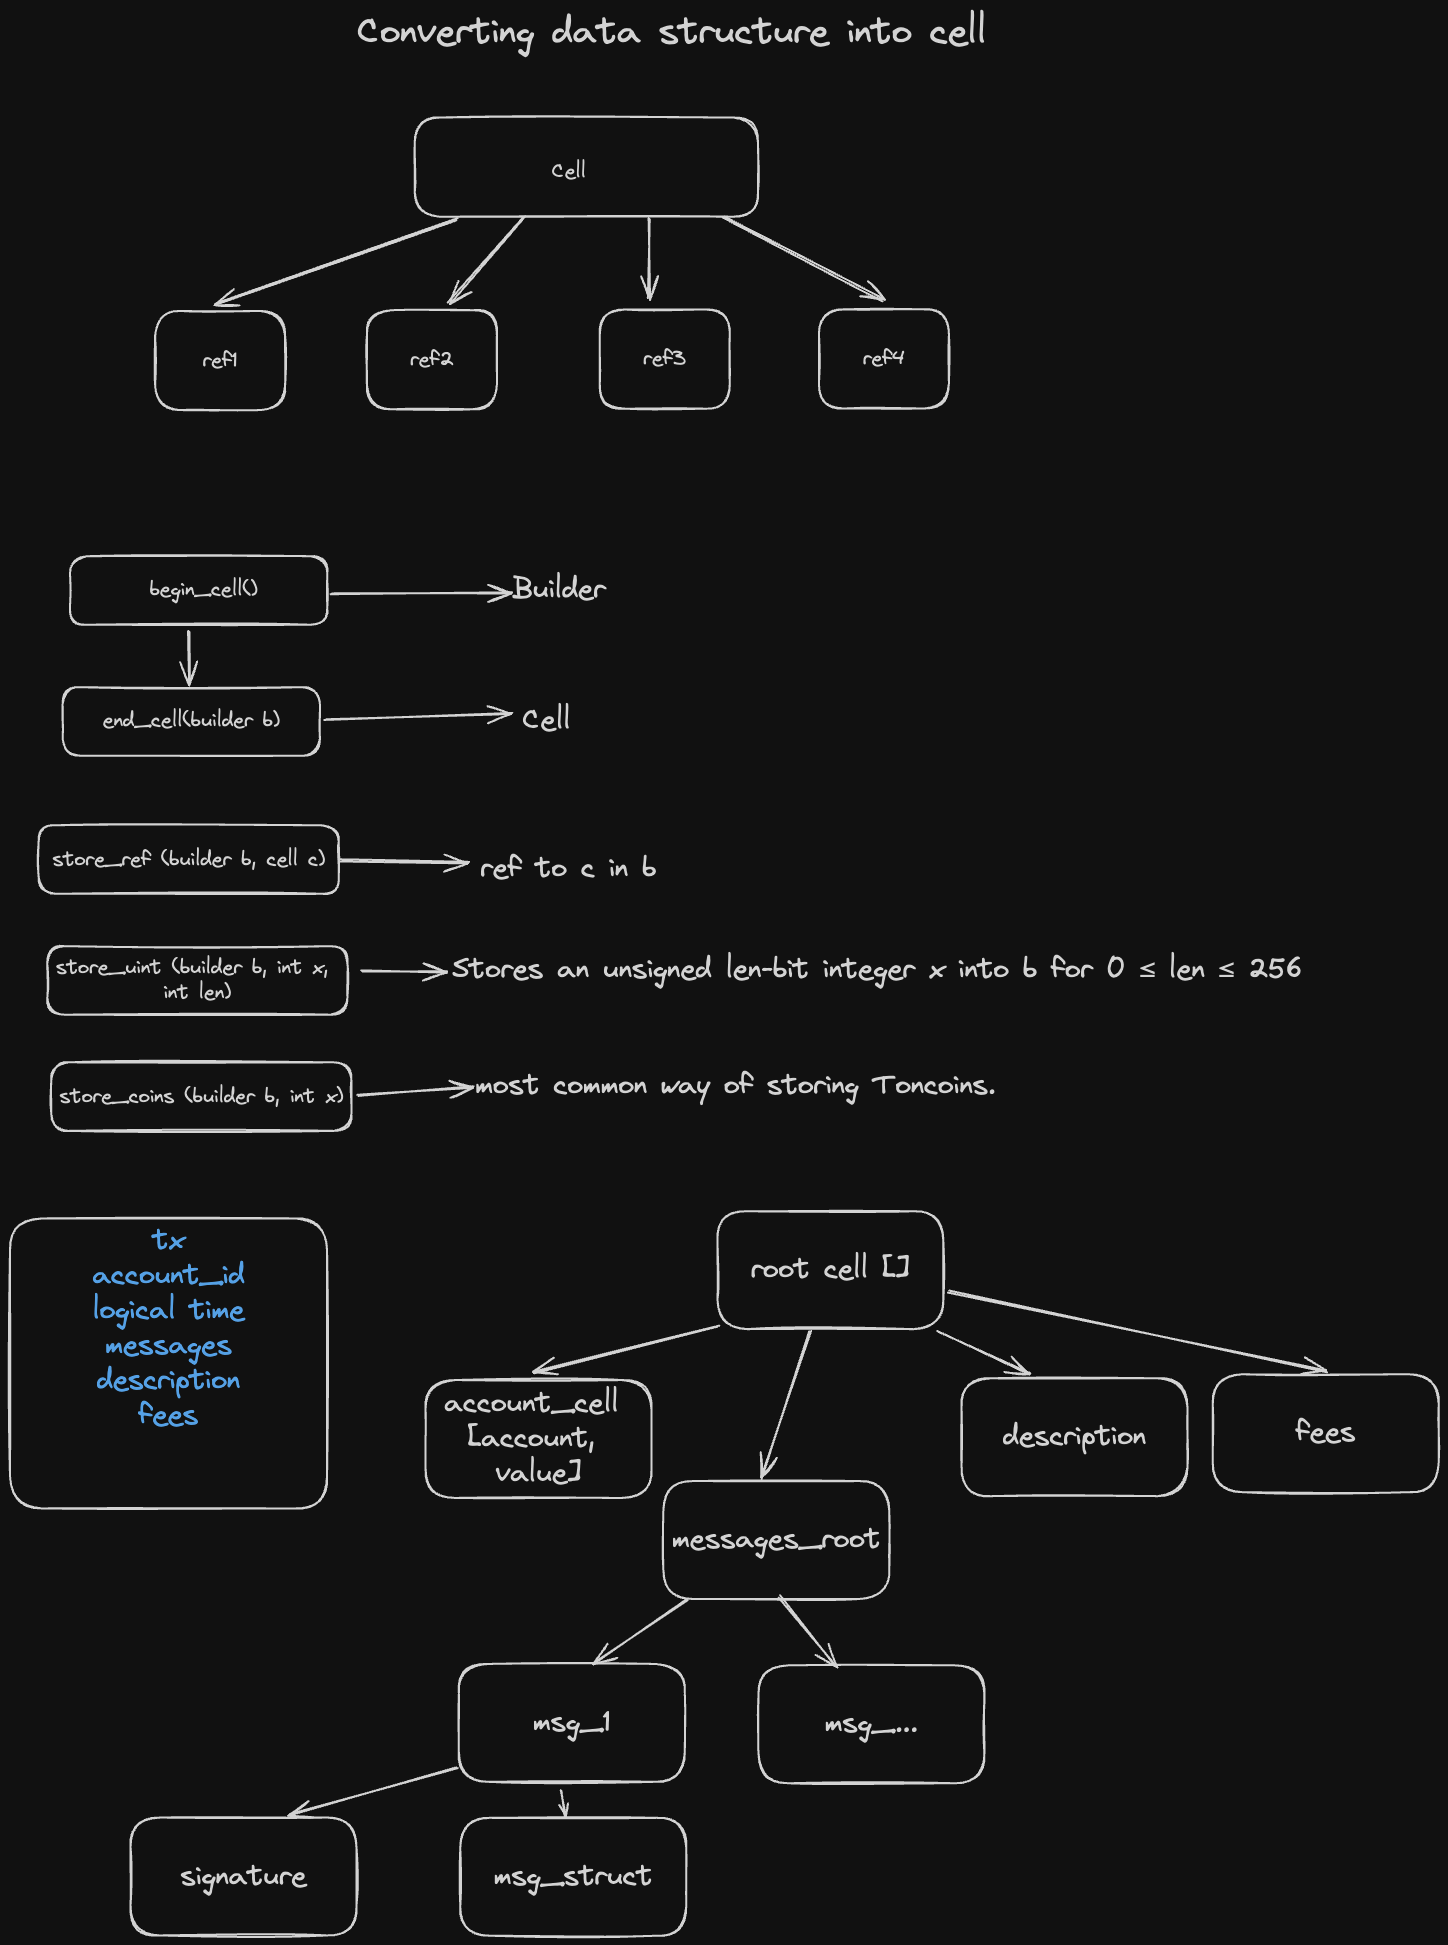 Converting data structure into cell
cell
ref1
ref2
ref3
ref4
begin_cell()
Builder
end_cell(builder b)
Cell
store_ref (builder b, cell c)
ref to c in b
store_uint (builder b, int x,
int len)
Stores an unsigned len-bit integer x into b for 0 ≤ len ≤ 256
store_coins (builder b, int x)
most common way of storing Toncoins.
tx
account_id
logical time
messages
description
fees
root cell []
account_cell
[account,
value]
description
fees
messages_root
msg_1
msg_...
signature
msg_struct